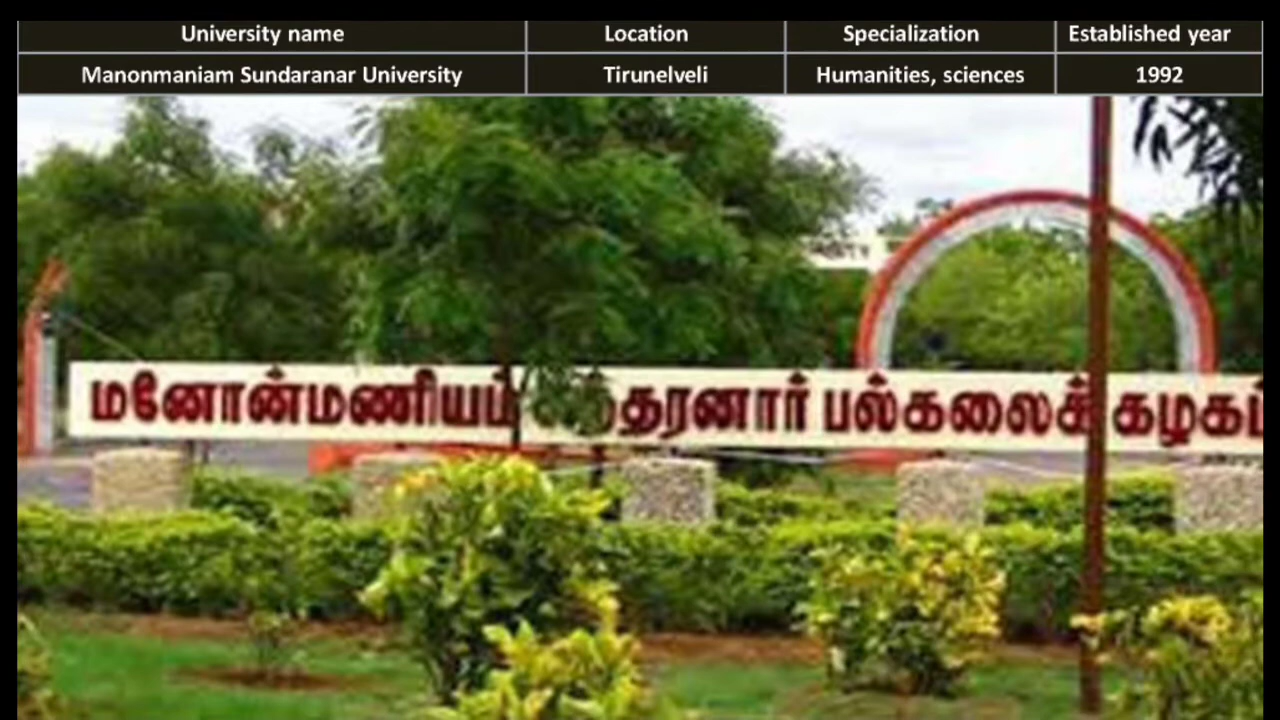 University name Location Specialization Established year
Manonmaniam Sundaranar University Tirunelveli Humanities, sciences 1992
மனோன்மணியம் பல்கலைக் கழகம்